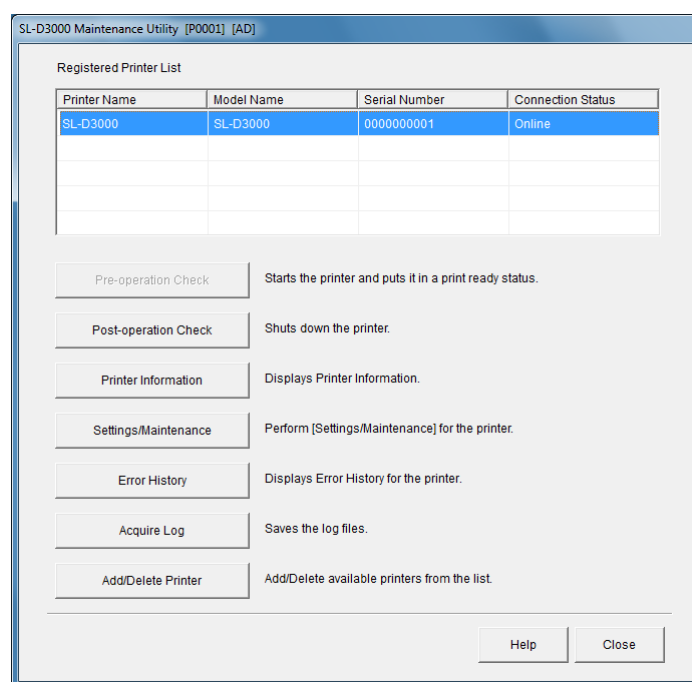 SL-D3000 Maintenance Utility [P0001] [AD]
Registered Printer List
Printer Name Model Name Serial Number Connection Status
SL-D3000 SL-D3000 0000000001 Online
Pre-operation Check Starts the printer and puts it in a print ready status.
Post-operation Check Shuts down the printer.
Printer Information Displays Printer Information.
Settings/Maintenance Perform [Settings/Maintenance] for the printer.
Error History Displays Error History for the printer.
Acquire Log Saves the log files.
Add/Delete Printer Add/Delete available printers from the list.
Help Close